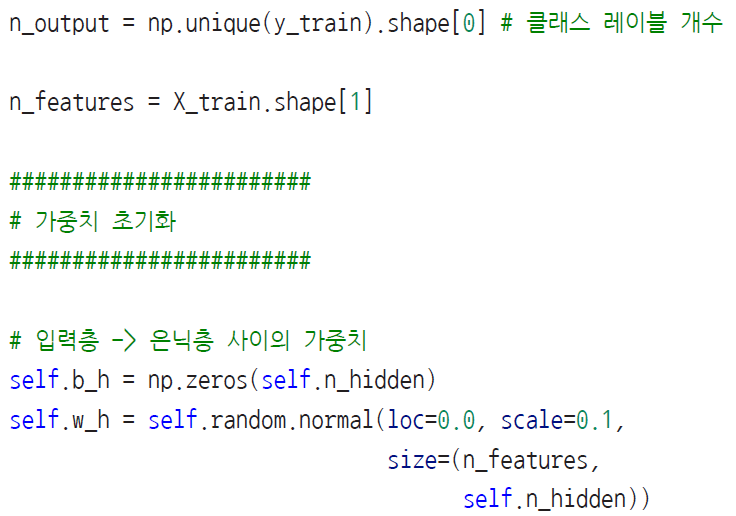 n_output = np.unique(y_train).shape[0] # 클래스 레이블 개수
n_features = X_train.shape[1]
########################
# 가중치 초기화
########################
# 입력층 -> 은닉층 사이의 가중치
self.b_h = np.zeros(self.n_hidden)
self.w_h = self.random.normal(loc=0.0, scale=0.1,
size=(n_features,
self.n_hidden))